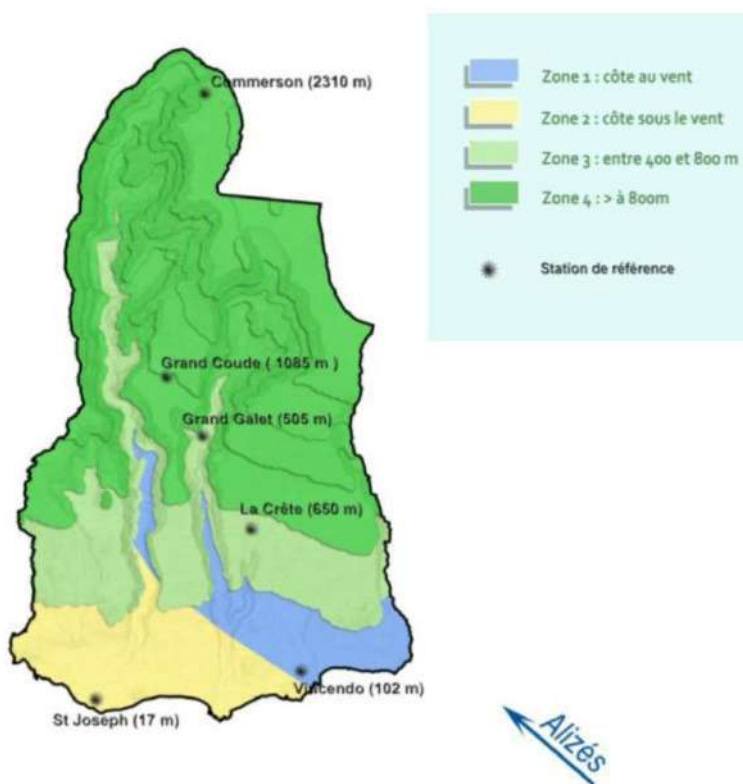 Commerson (2310 m)
Grand Coude ( 1085 m )
Grand Galet (505 m)
La Crête (650 m)
Vincendo (102 m)
St Joseph (17 m)
Zone 1 : côte au vent
Zone 2 : côte sous le vent
Zone 3 : entre 400 et 800 m
Zone 4 : > à 800m
Station de référence
Alizés